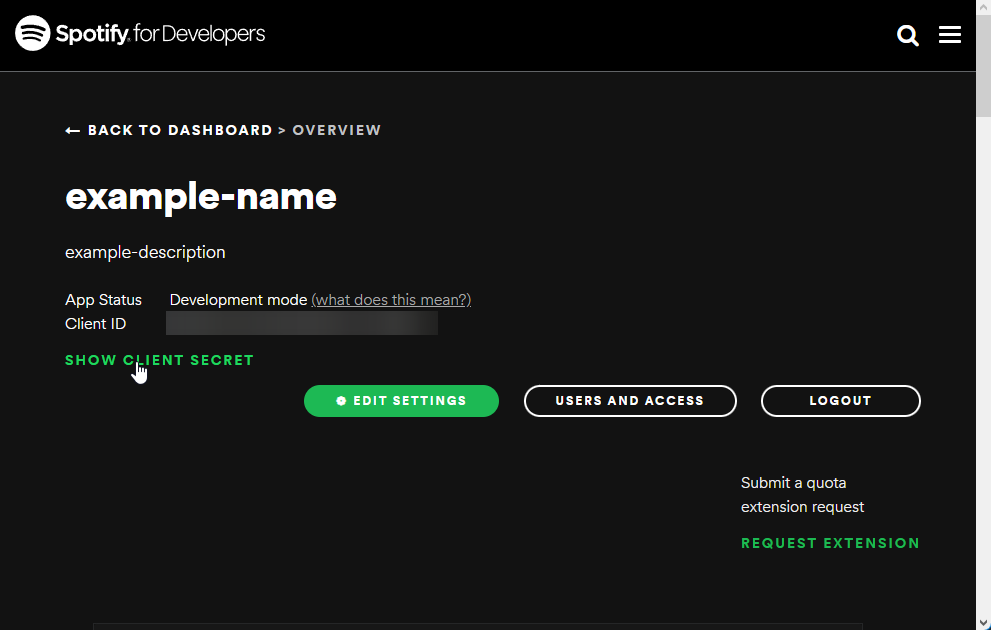 Spotify for Developers
← BACK TO DASHBOARD > OVERVIEW
example-name
example-description
App Status Development mode (what does this mean?)
Client ID
SHOW CLIENT SECRET
EDIT SETTINGS USERS AND ACCESS LOGOUT
Submit a quota
extension request
REQUEST EXTENSION